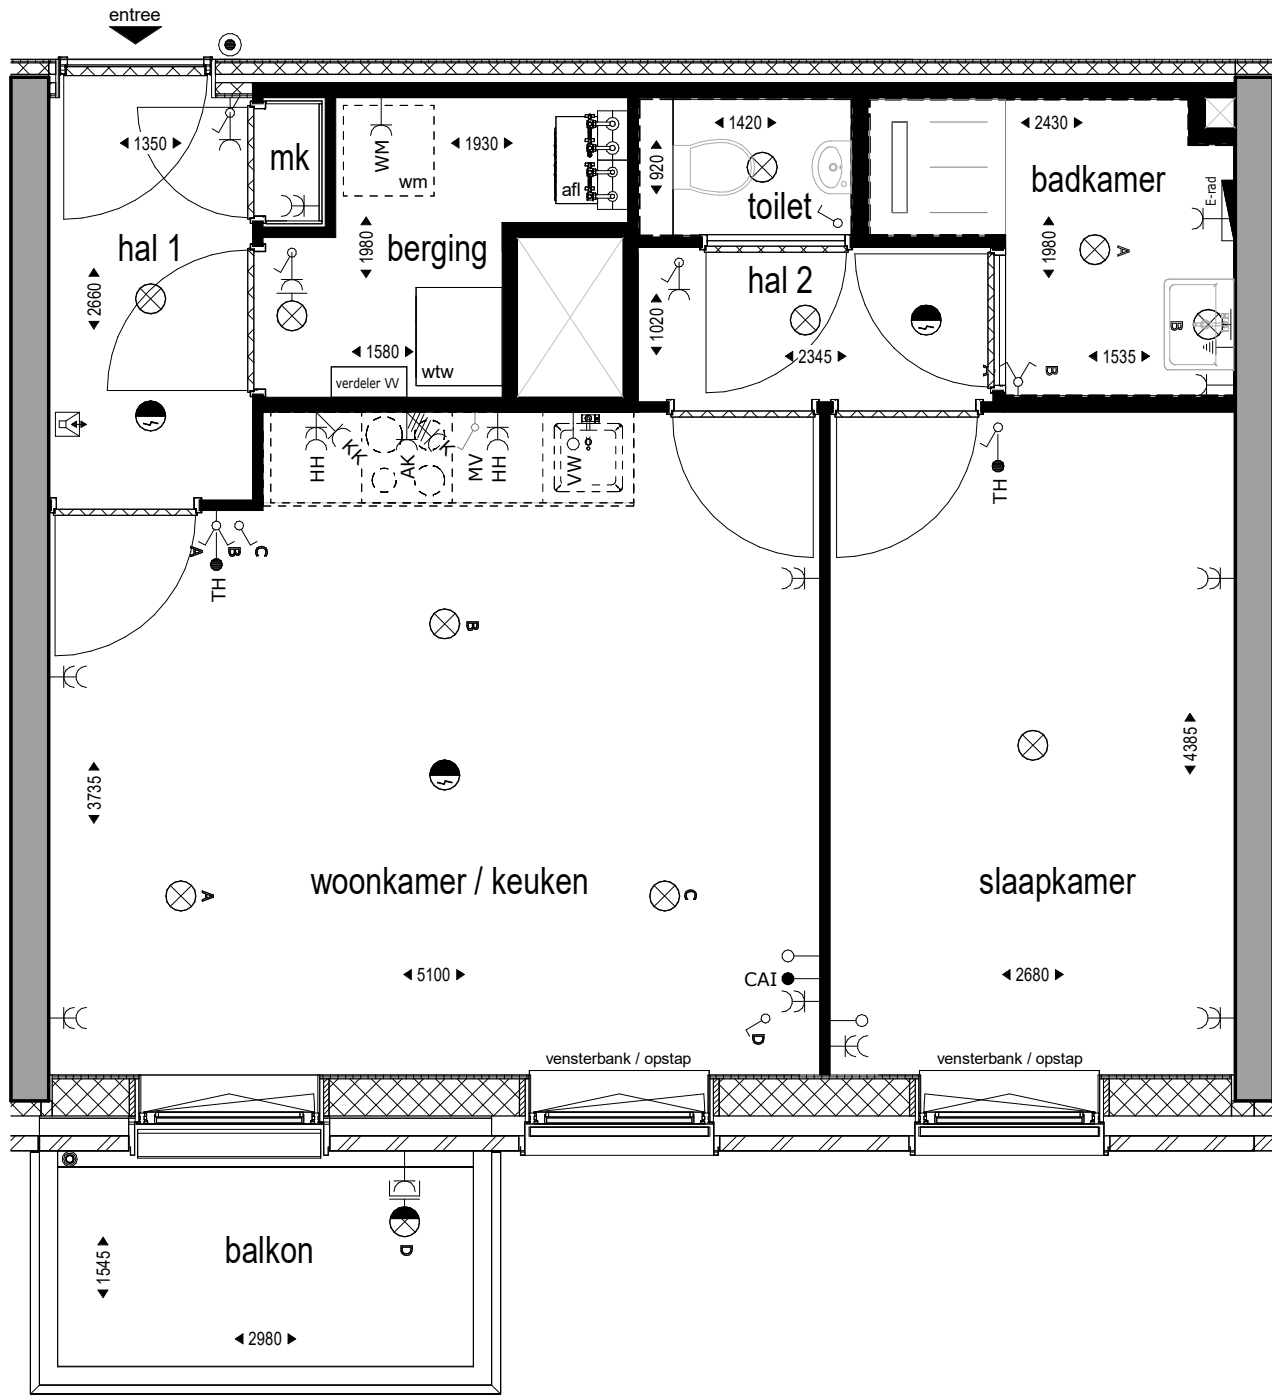 entree
1350
mk
WM
wm
1930
afl
920
1420
toilet
2430
badkamer
E-rad
hal 1
2660
1980
berging
hal 2
1980
A
1020
1580
verdeler VV
wtw
2345
A
B
1535
B
HH
KK
AK
KK
MV
HH
VW
TH
A
B
C
TH
B
3735
4385
woonkamer / keuken
slaapkamer
A
C
5100
CAI
2680
D
vensterbank / opstap
vensterbank / opstap
balkon
D
1545
2980